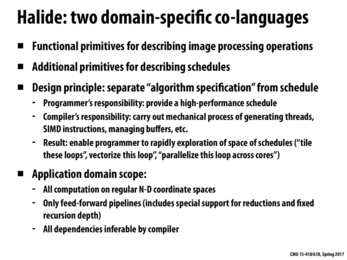 Halide: two domain-specific co-languages
■ Functional primitives for describing image processing operations
■ Additional primitives for describing schedules
■ Design principle: separate “algorithm specification” from schedule
- Programmer’s responsibility: provide a high-performance schedule
- Compiler’s responsibility: carry out mechanical process of generating threads,
SIMD instructions, managing buffers, etc.
- Result: enable programmer to rapidly exploration of space of schedules (“tile
these loops”, vectorize this loop”, “parallelize this loop across cores”)
■ Application domain scope:
- All computation on regular N-D coordinate spaces
- Only feed-forward pipelines (includes special support for reductions and fixed
recursion depth)
- All dependencies inferable by compiler
CMU 15-418/618, Spring 2017